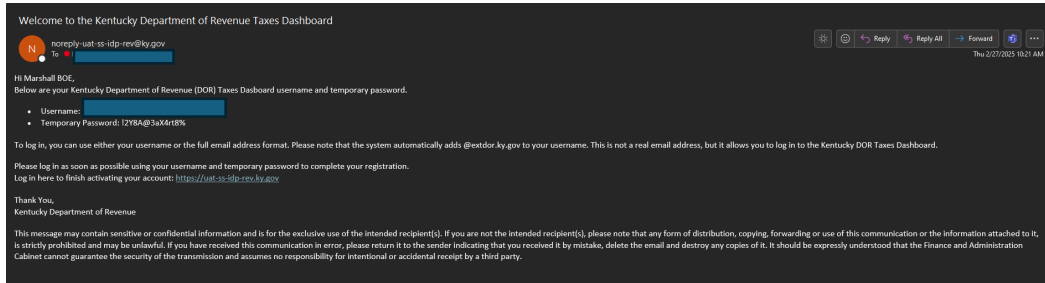 Welcome to the Kentucky Department of Revenue Taxes Dashboard
N
noreply-uat-ss-idp-rev@ky.gov
To
Reply
Reply All
Forward
Thu 2/27/2025 10:21 AM
Hi Marshall BOE,
Below are your Kentucky Department of Revenue (DOR) Taxes Dasboard username and temporary password.
• Username:
• Temporary Password: !2Y8A@3aX4rt8%
To log in, you can use either your username or the full email address format. Please note that the system automatically adds @extdor.ky.gov to your username. This is not a real email address, but it allows you to log in to the Kentucky DOR Taxes Dashboard.
Please log in as soon as possible using your username and temporary password to complete your registration.
Log in here to finish activating your account: https://uat-ss-idp-rev.ky.gov
Thank You,
Kentucky Department of Revenue
This message may contain sensitive or confidential information and is for the exclusive use of the intended recipient(s). If you are not the intended recipient(s), please note that any form of distribution, copying, forwarding or use of this communication or the information attached to it,
is strictly prohibited and may be unlawful. If you have received this communication in error, please return it to the sender indicating that you received it by mistake, delete the email and destroy any copies of it. It should be expressly understood that the Finance and Administration
Cabinet cannot guarantee the security of the transmission and assumes no responsibility for intentional or accidental receipt by a third party.